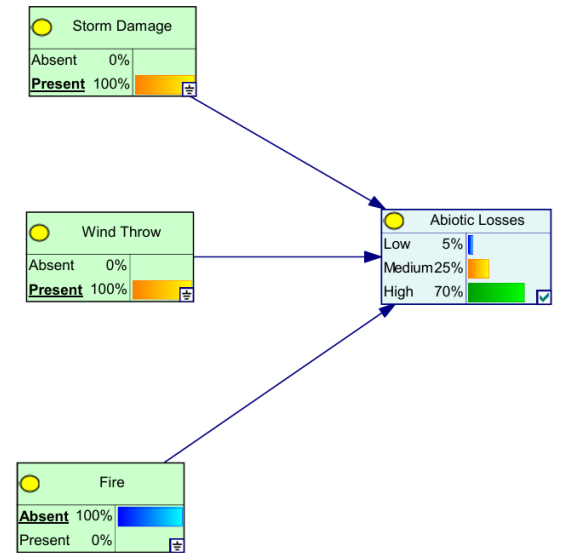 Storm Damage
Absent 0%
Present 100%
Wind Throw
Absent 0%
Present 100%
Abiotic Losses
Low 5%
Medium 25%
High 70%
Fire
Absent 100%
Present 0%